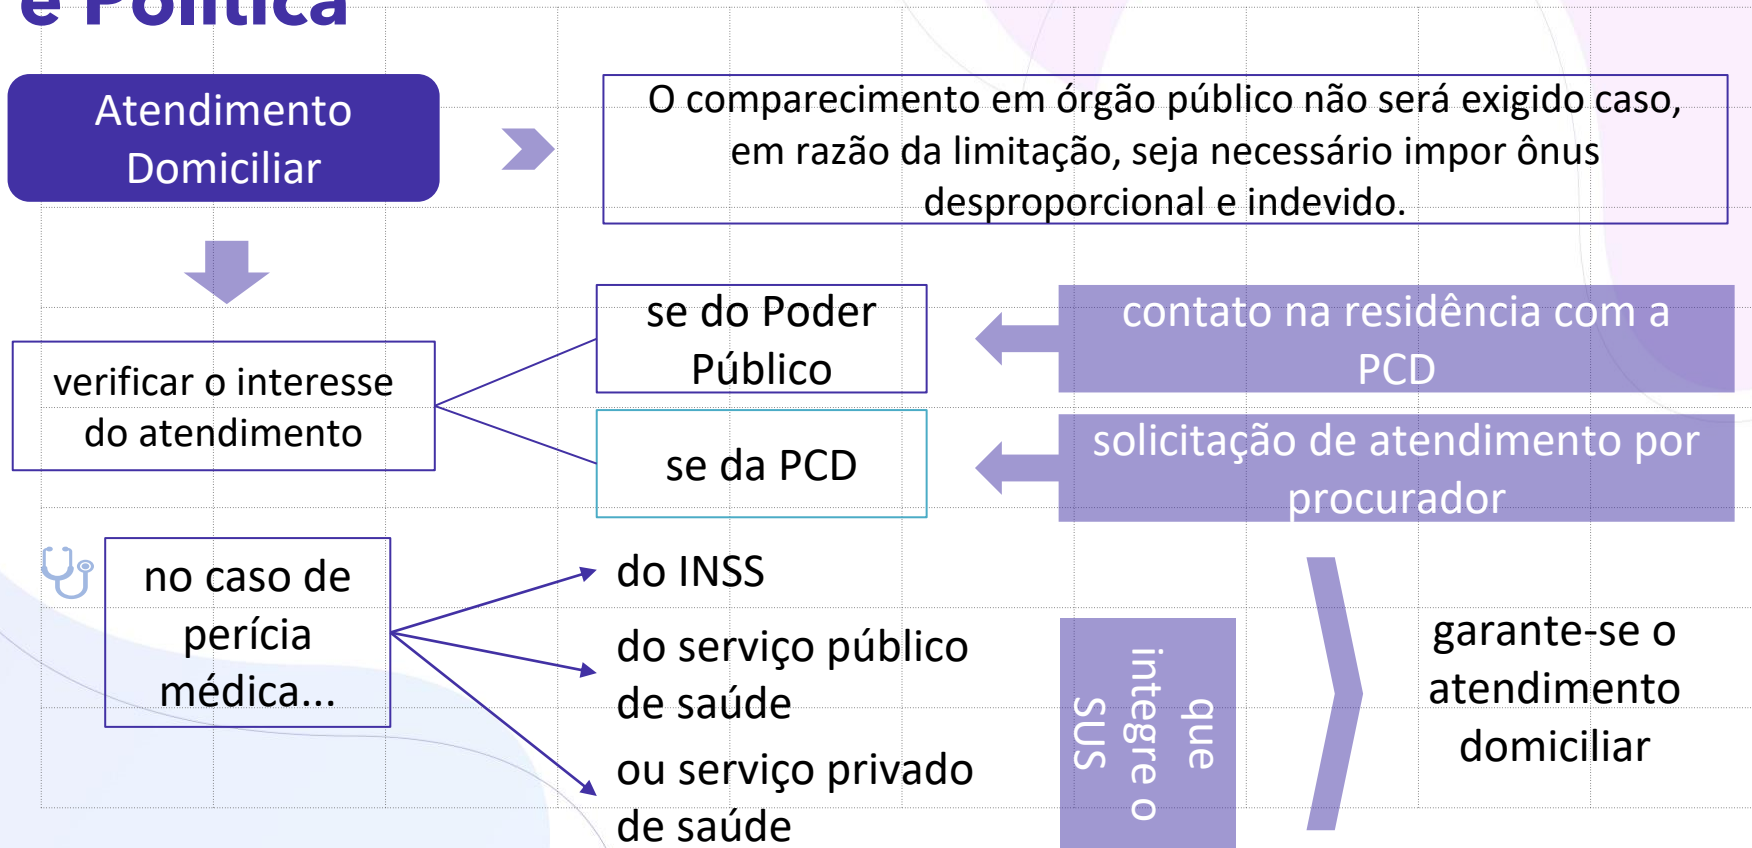 e Política
Atendimento
Domiciliar
O comparecimento em órgão público não será exigido caso,
em razão da limitação, seja necessário impor ônus
desproporcional e indevido.
verificar o interesse
do atendimento
se do Poder
Público
contato na residência com a
PCD
se da PCD
solicitação de atendimento por
procurador
no caso de
perícia
médica...
do INSS
do serviço público
de saúde
ou serviço privado
de saúde
que
integre o
SUS
garante-se o
atendimento
domiciliar